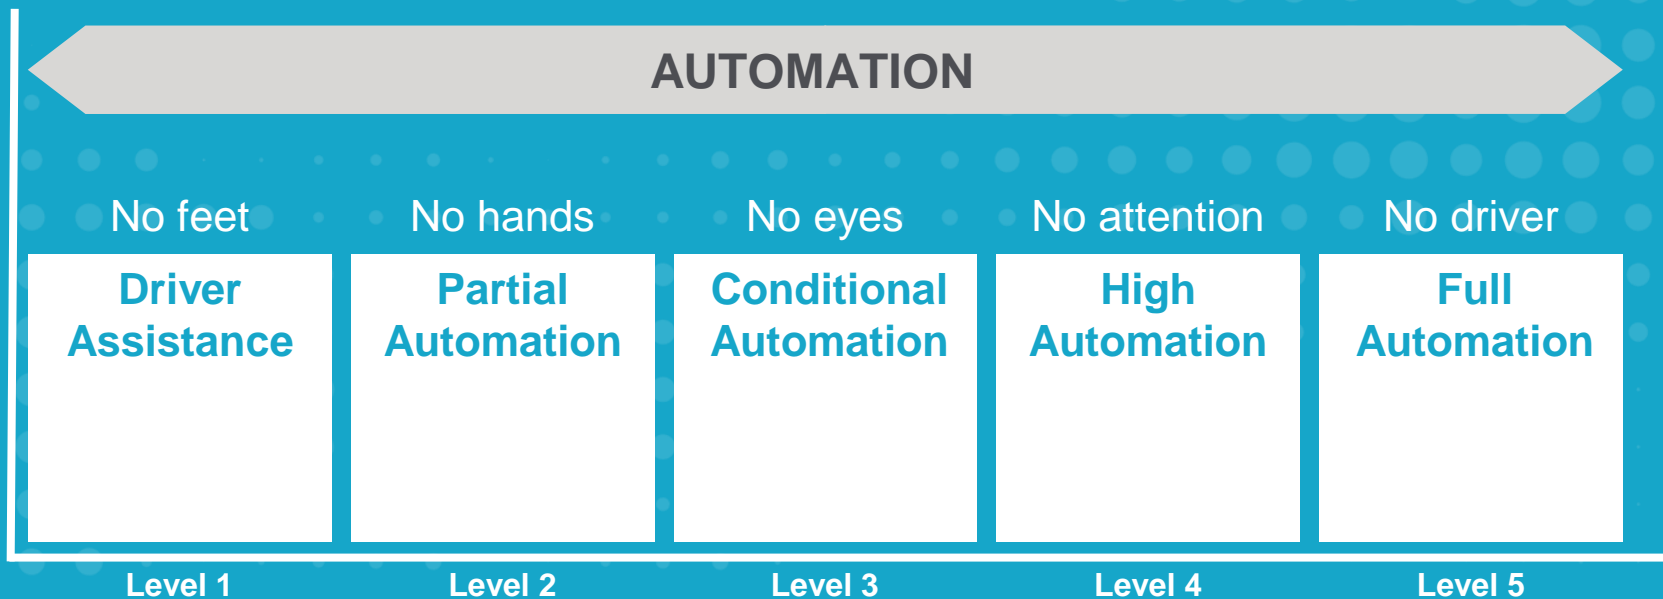 AUTOMATION
No feet
No hands
No eyes
No attention
No driver
Driver
Assistance
Partial
Automation
Conditional
Automation
High
Automation
Full
Automation
Level 1
Level 2
Level 3
Level 4
Level 5